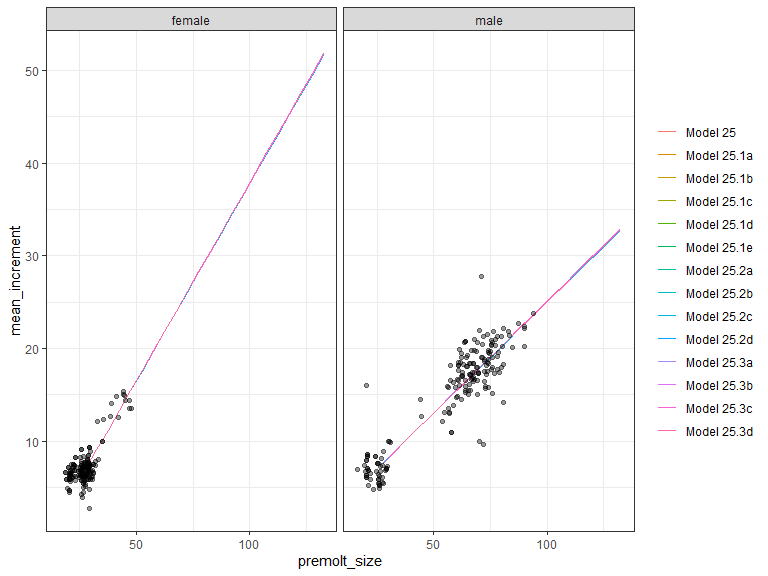 female
male
50
40
30
20
10
mean_increment
50
100
50
100
premolt_size
Model 25
Model 25.1a
Model 25.1b
Model 25.1c
Model 25.1d
Model 25.1e
Model 25.2a
Model 25.2b
Model 25.2c
Model 25.2d
Model 25.3a
Model 25.3b
Model 25.3c
Model 25.3d